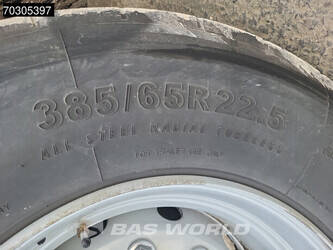 70305397
385/65R22.5
ALL STEEL RADIAL TUBELESS
BAS WORLD